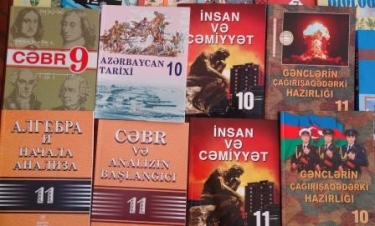 CƏBR 9
AZƏRBAYCAN
TARİXİ 10
İNSAN
VƏ
CƏMİYYƏT
10
GƏNCLƏRİN
ÇAĞIRIŞAQƏDƏRKİ
HAZIRLIĞI
11
АЛГЕБРА
И
НАЧАЛА
АНАЛИЗА
11
CƏBR
VƏ
ANALİZİN
BAŞLANĞICI
11
İNSAN
VƏ
CƏMİYYƏT
11
GƏNCLƏRİN
ÇAĞIRIŞAQƏDƏRKİ
HAZIRLIĞI
10